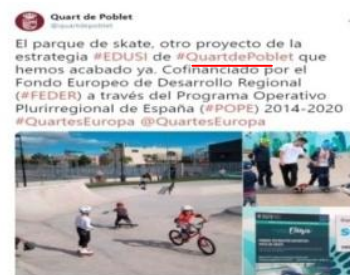 Quart de Poblet
@quartdepoblet
El parque de skate, otro proyecto de la
estrategia #EDUSI de #QuartdePoblet que
hemos acabado ya. Cofinanciado por el
Fondo Europeo de Desarrollo Regional
(#FEDER) a través del Programa Operativo
Plurirregional de España (#POPE) 2014-2020
#QuartesEuropa @QuartesEuropa